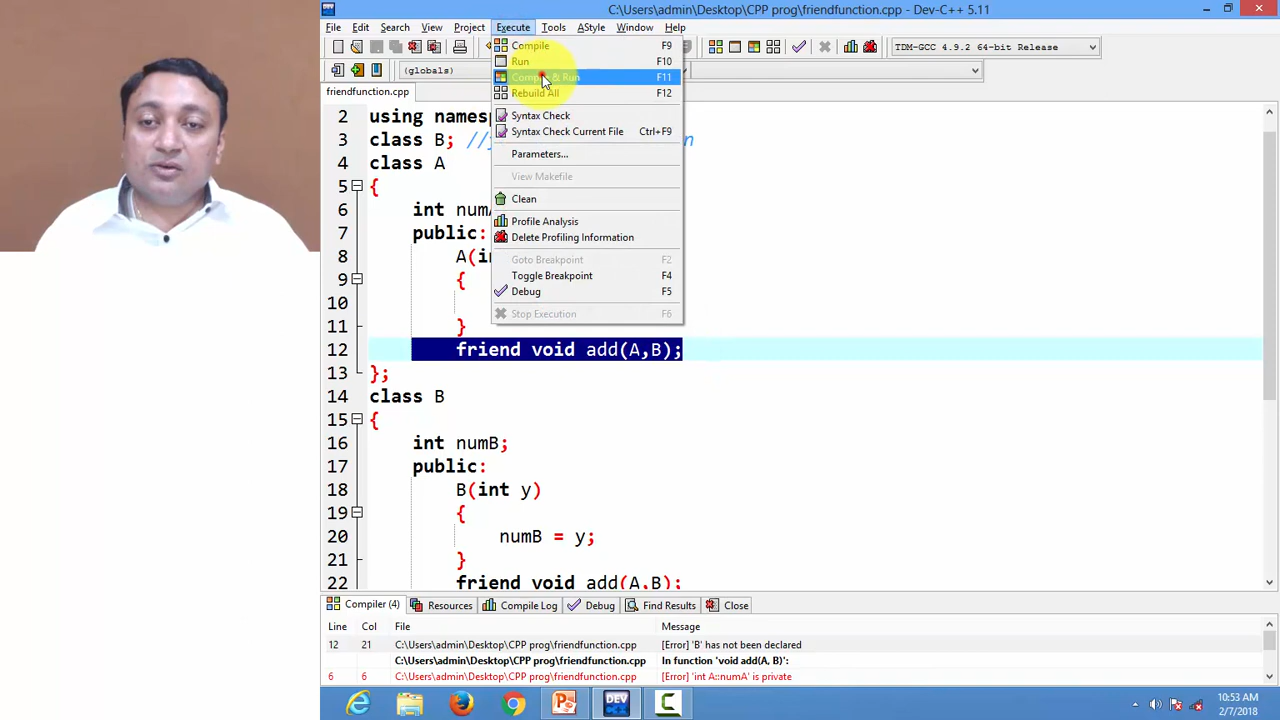 C:\Users\admin\Desktop\CPP prog\friendfunction.cpp - Dev-C++ 5.11
File Edit Search View Project Execute Tools AStyle Window Help
TDM-GCC 4.9.2 64-bit Release
(globals)
friendfunction.cpp
Compile F9
Run F10
Compile & Run F11
Rebuild All F12
Syntax Check
Syntax Check Current File Ctrl+F9
Parameters...
View Makefile
Clean
Profile Analysis
Delete Profiling Information
Goto Breakpoint F2
Toggle Breakpoint F4
Debug F5
Stop Execution F6
2 using
3 class B; //
4 class A
5 {
6 int
7 public:
8 A(
9 {
10
11 }
12 friend void add(A,B);
13 };
14 class B
15 {
16 int numB;
17 public:
18 B(int y)
19 {
20 numB = y;
21 }
22 friend void add(A,B);
Compiler (4) Resources Compile Log Debug Find Results Close
Line Col File Message
12 21 C:\Users\admin\Desktop\CPP prog\friendfunction.cpp [Error] 'B' has not been declared
C:\Users\admin\Desktop\CPP prog\friendfunction.cpp In function 'void add(A, B)':
6 6 C:\Users\admin\Desktop\CPP prog\friendfunction.cpp [Error] 'int A::numA' is private
10:53 AM
2/7/2018